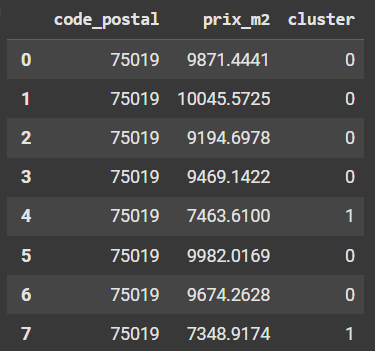 code_postal prix_m2 cluster
0 75019 9871.4441 0
1 75019 10045.5725 0
2 75019 9194.6978 0
3 75019 9469.1422 0
4 75019 7463.6100 1
5 75019 9982.0169 0
6 75019 9674.2628 0
7 75019 7348.9174 1